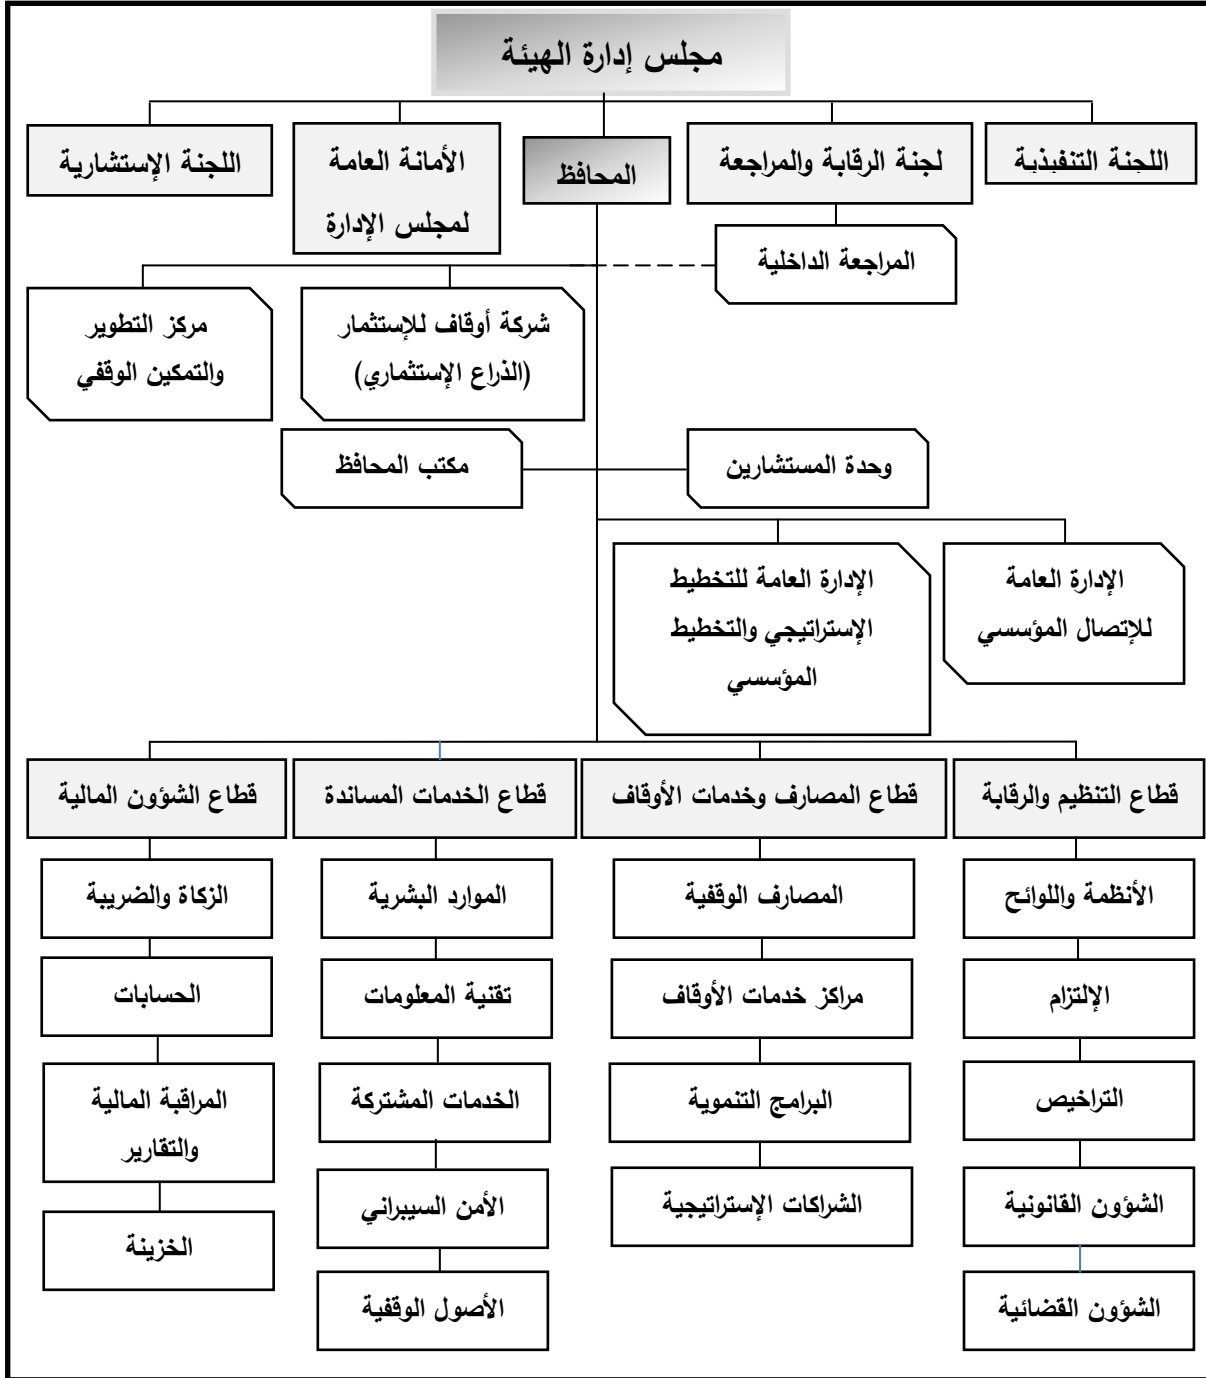 مجلس إدارة الهيئة
اللجنة التنفيذية
لجنة الرقابة والمراجعة
المحافظ
الأمانة العامة
لمجلس الإدارة
اللجنة الإستشارية
المراجعة الداخلية
شركة أوقاف للإستثمار
(الذراع الإستثماري)
مركز التطوير
والتمكين الوقفي
وحدة المستشارين
مكتب المحافظ
الإدارة العامة
للإتصال المؤسسي
الإدارة العامة للتخطيط
الإستراتيجي والتخطيط
المؤسسي
قطاع التنظيم والرقابة
قطاع المصارف وخدمات الأوقاف
قطاع الخدمات المساندة
قطاع الشؤون المالية
الأنظمة واللوائح
المصارف الوقفية
الموارد البشرية
الزكاة والضريبة
الإلتزام
مراكز خدمات الأوقاف
تقنية المعلومات
الحسابات
التراخيص
البرامج التنموية
الخدمات المشتركة
المراقبة المالية
والتقارير
الشؤون القانونية
الشراكات الإستراتيجية
الأمن السيبراني
الخزينة
الشؤون القضائية
الأصول الوقفية